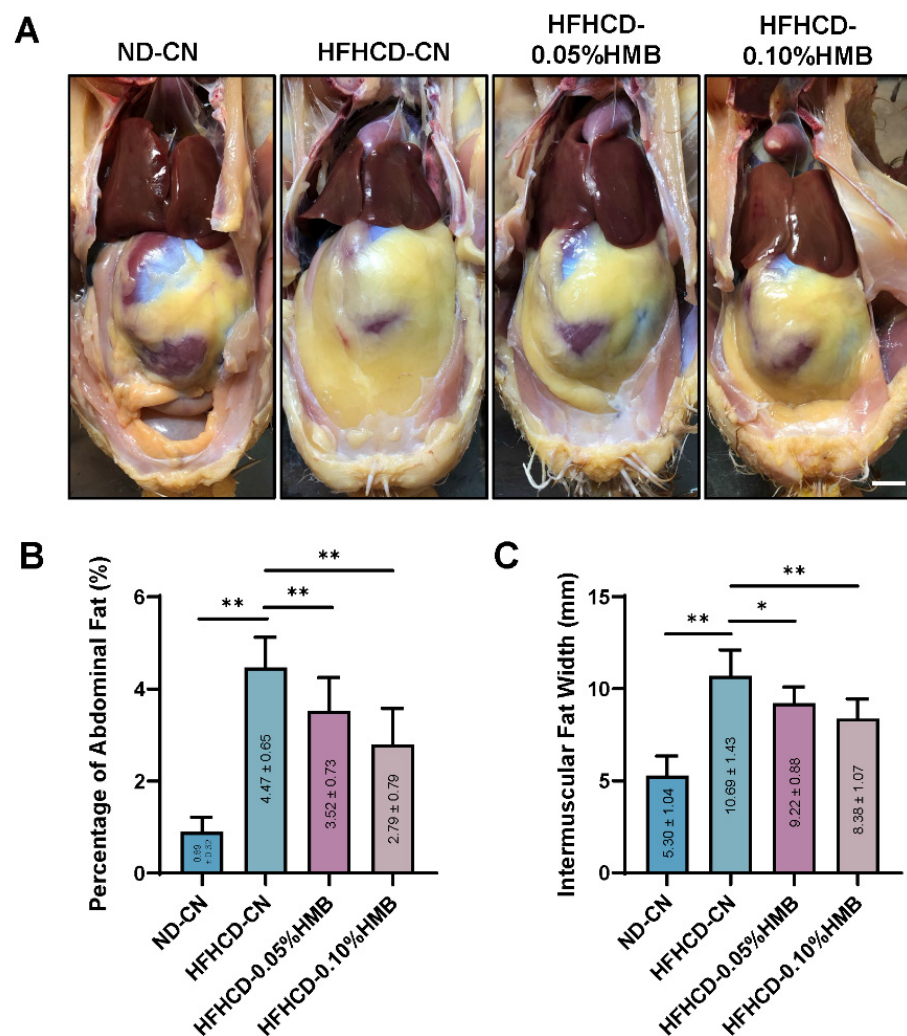 A
ND-CN
HFHCD-CN
HFHCD-
0.05%HMB
HFHCD-
0.10%HMB
B
Percentage of Abdominal Fat (%)
6
4
2
0
**
**
**
0.89
± 0.32
4.47 ± 0.65
3.52 ± 0.73
2.79 ± 0.79
ND-CN
HFHCD-CN
HFHCD-0.05%HMB
HFHCD-0.10%HMB
C
Intermuscular Fat Width (mm)
15
10
5
0
**
*
**
5.30 ± 1.04
10.69 ± 1.43
9.22 ± 0.88
8.38 ± 1.07
ND-CN
HFHCD-CN
HFHCD-0.05%HMB
HFHCD-0.10%HMB